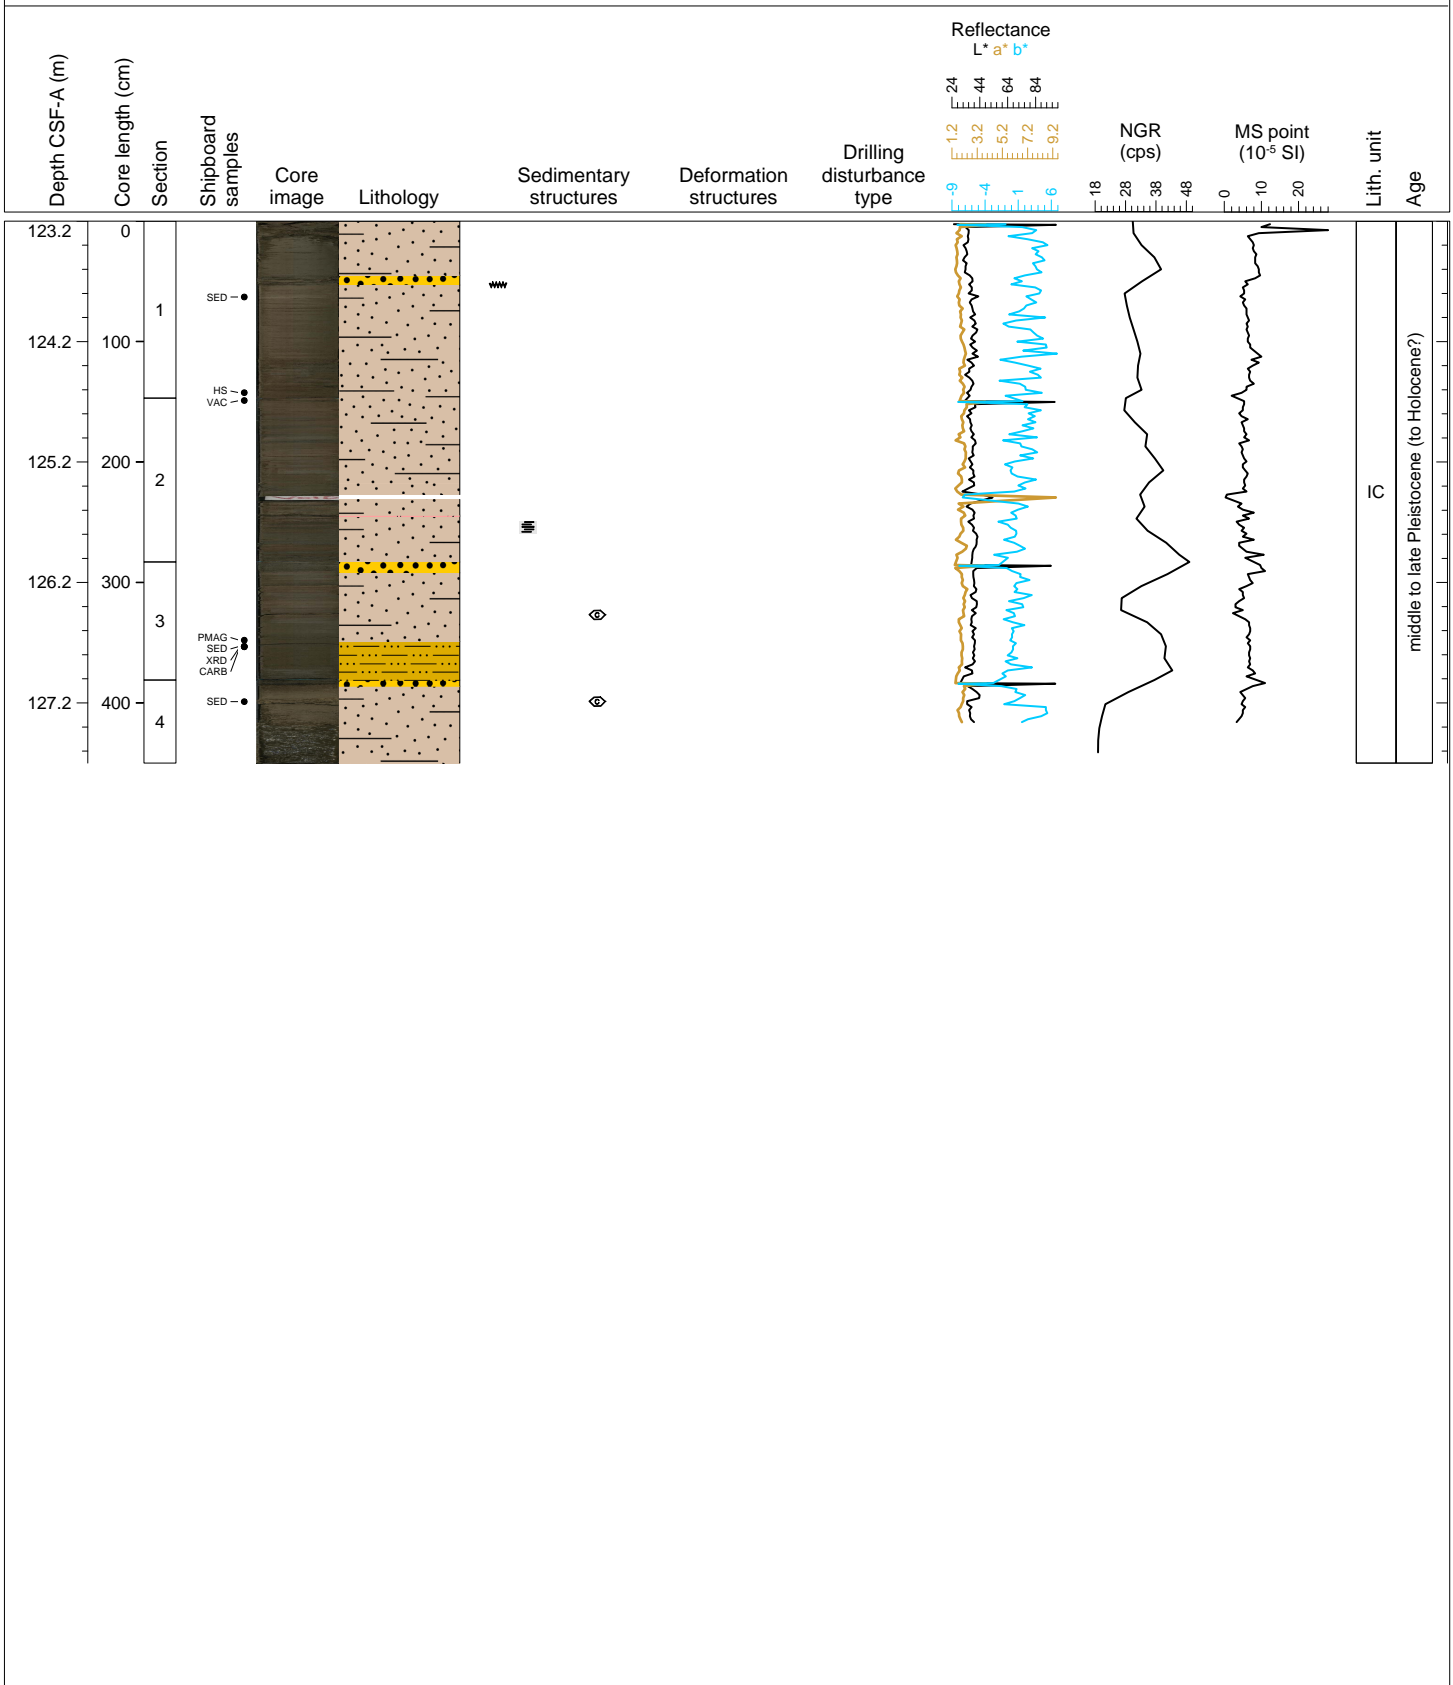 Depth CSF-A (m)
Core length (cm)
Section
Shipboard
samples
Core
image
Lithology
Sedimentary
structures
Deformation
structures
Drilling
disturbance
type
Reflectance
L* a* b*
24 44 64 84
1.2 3.2 5.2 7.2 9.2
-9 -4 1 6
NGR
(cps)
18 28 38 48
MS point
(10-5 SI)
0 10 20
Lith. unit
Age
123.2 0
124.2 100
125.2 200
126.2 300
127.2 400
1
2
3
4
SED
HS
VAC
PMAG
SED
XRD
CARB
SED
c
c
IC
middle to late Pleistocene (to Holocene?)